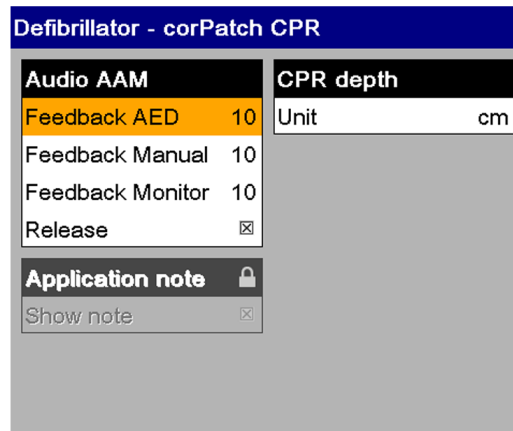 Defibrillator - corPatch CPR
Audio AAM
Feedback AED 10
Feedback Manual 10
Feedback Monitor 10
Release ☒
Application note
Show note ☒
CPR depth
Unit cm